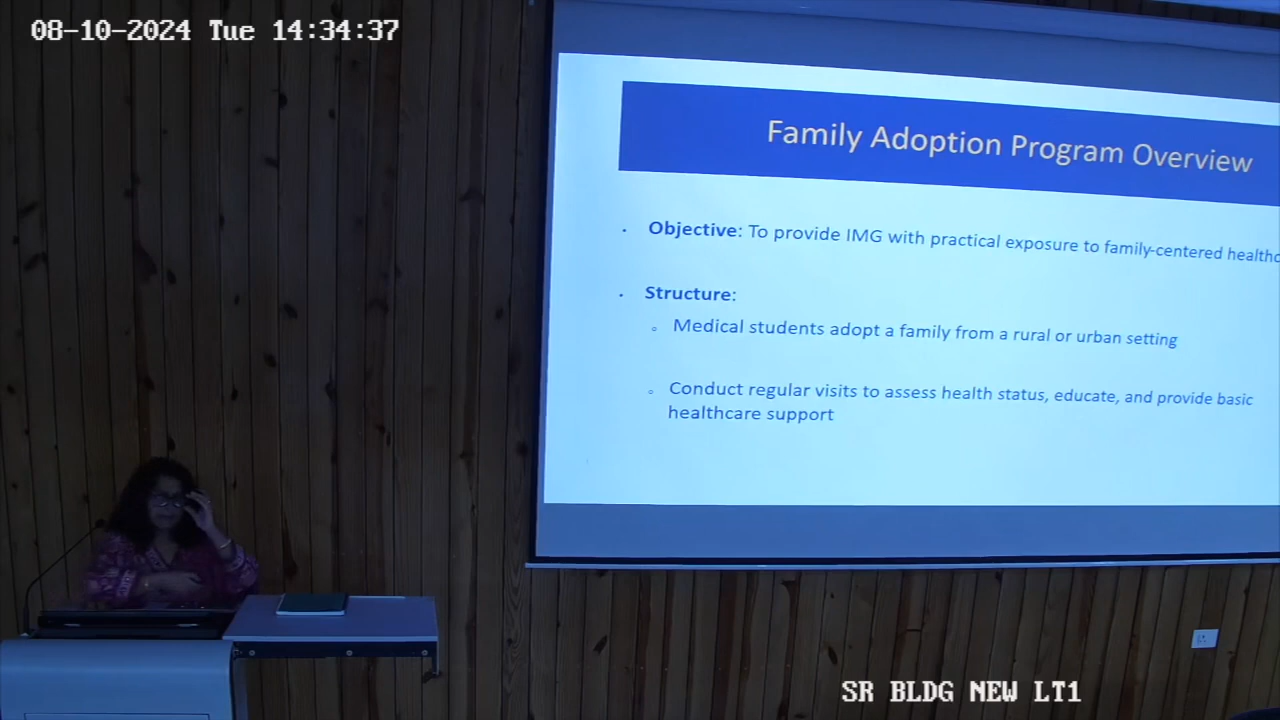 08-10-2024 Tue 14:34:37
Family Adoption Program Overview
Objective: To provide IMG with practical exposure to family-centered
Structure:
Medical students adopt a family from a rural or urban setting
Conduct regular visits to assess health status, educate, and provide basic
healthcare support
SR BLDG NEW LT1